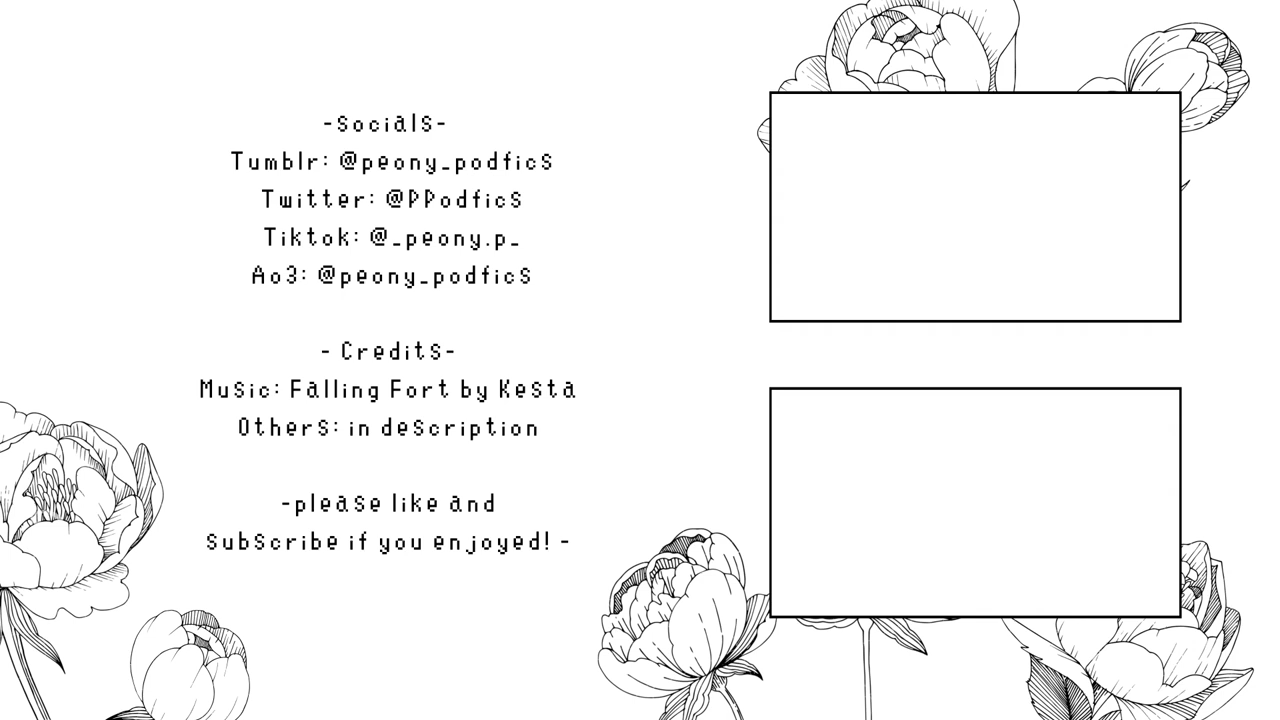 -Socials-
Tumblr: @peony_podfics
Twitter: @PPodfics
Tiktok: @_peony.p_
Ao3: @peony_podfics
- Credits-
Music: Falling Fort by Kesta
Others: in description
-please like and
subscribe if you enjoyed! -